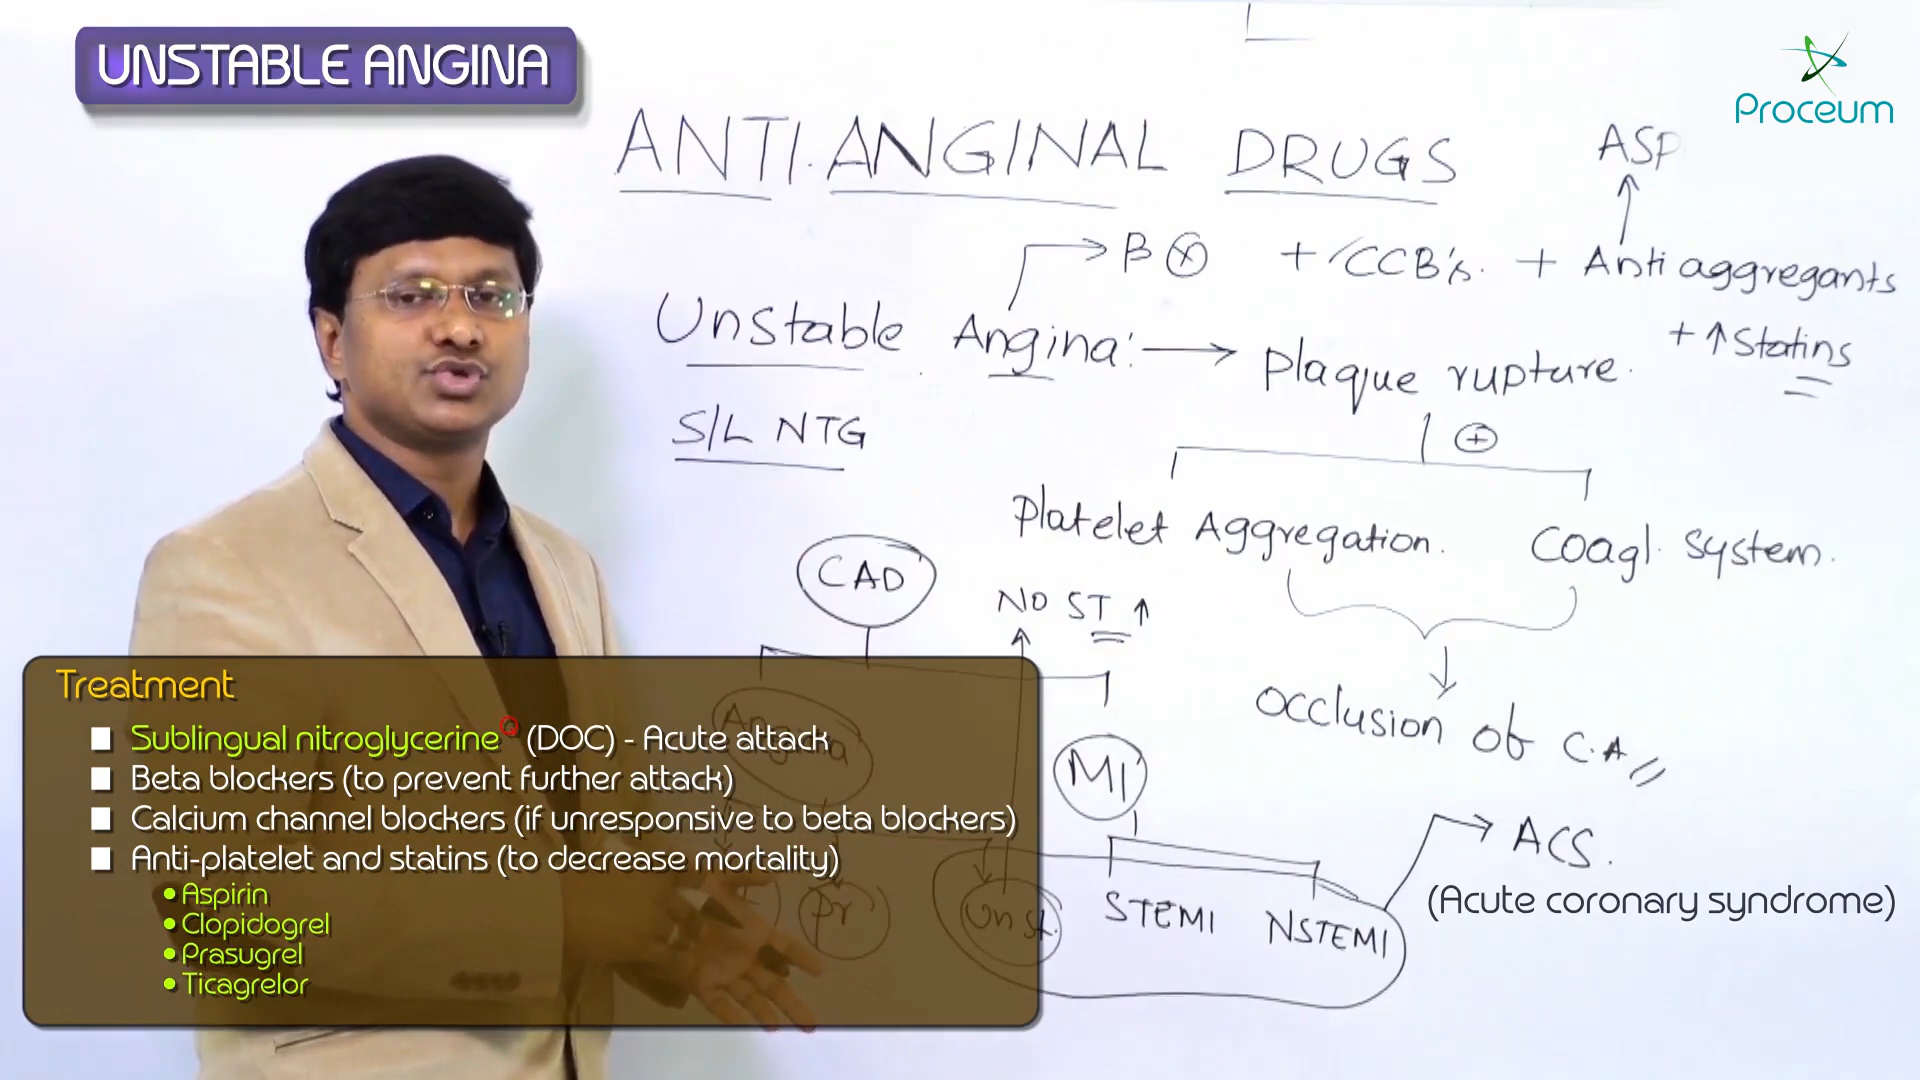 UNSTABLE ANGINA
Proceum
ANTI.ANGINAL DRUGS
ASP
β ⊗ + CCB's. + Anti aggregants
+ ↑ Statins
Unstable Angina: → Plaque rupture.
S/L NTG
⊕
Platelet Aggregation. Coagl. system.
CAD
NO ST ↑
Occlusion of C.A
Angina
MI
ACS.
(Acute coronary syndrome)
Pr
Unst.
STEMI NSTEMI
Treatment
Sublingual nitroglycerine Q (DOC) - Acute attack
Beta blockers (to prevent further attack)
Calcium channel blockers (if unresponsive to beta blockers)
Anti-platelet and statins (to decrease mortality)
• Aspirin
• Clopidogrel
• Prasugrel
• Ticagrelor